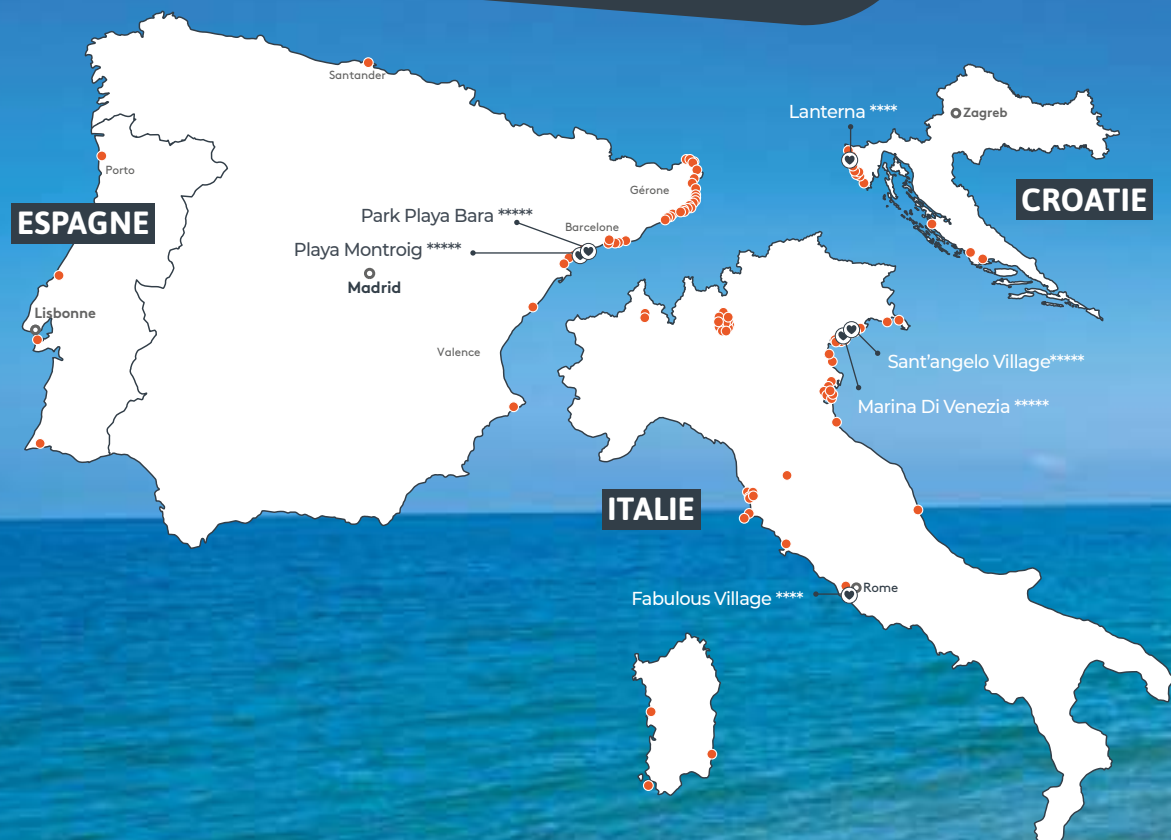 Santander
Porto
Gérone
ESPAGNE
Park Playa Bara *****
Barcelone
Playa Montroig *****
Madrid
Lisbonne
Valence
Lanterna ****
Zagreb
CROATIE
Sant'angelo Village*****
Marina Di Venezia *****
ITALIE
Rome
Fabulous Village ****